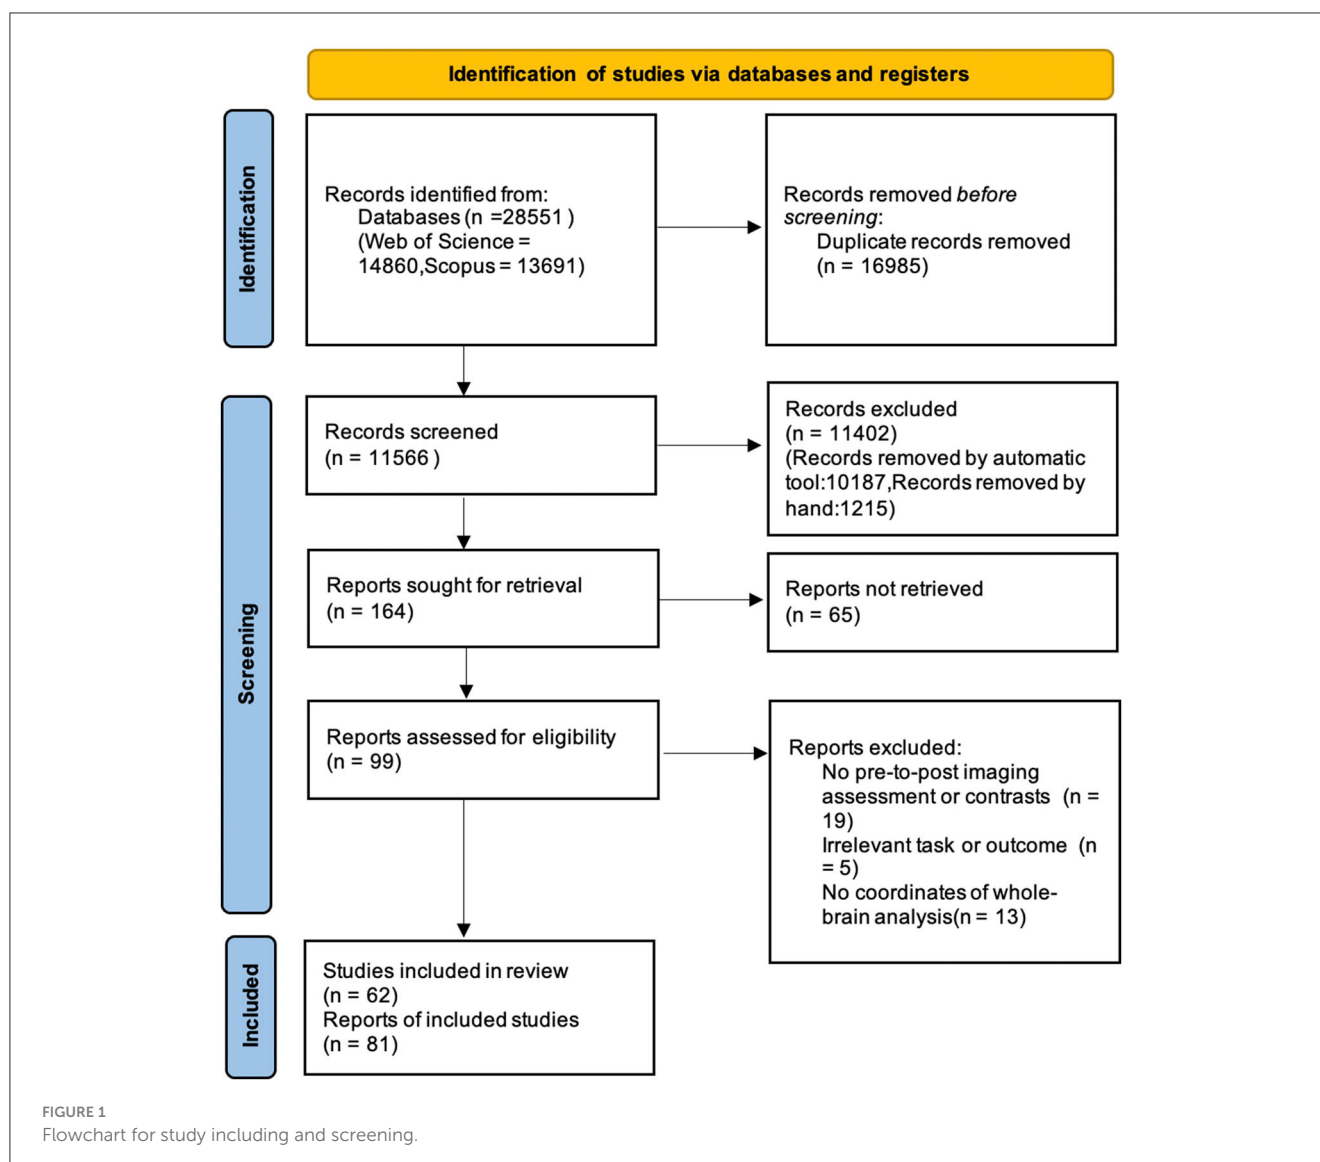 Identification of studies via databases and registers
Identification
Records identified from:
Databases (n =28551 )
(Web of Science =
14860,Scopus = 13691)
Records removed before
screening:
Duplicate records removed
(n = 16985)
Screening
Records screened
(n = 11566 )
Records excluded
(n = 11402)
(Records removed by automatic
tool:10187,Records removed by
hand:1215)
Reports sought for retrieval
(n = 164)
Reports not retrieved
(n = 65)
Reports assessed for eligibility
(n = 99)
Reports excluded:
No pre-to-post imaging
assessment or contrasts (n =
19)
Irrelevant task or outcome (n
= 5)
No coordinates of whole-
brain analysis(n = 13)
Included
Studies included in review
(n = 62)
Reports of included studies
(n = 81)
FIGURE 1
Flowchart for study including and screening.